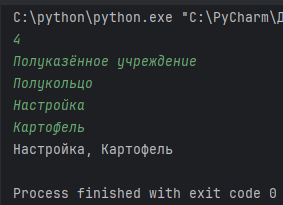 C:\python\python.exe "C:\PyCharm\Д
4
Полуказённое учреждение
Полукольцо
Настройка
Картофель
Настройка, Картофель
Process finished with exit code 0